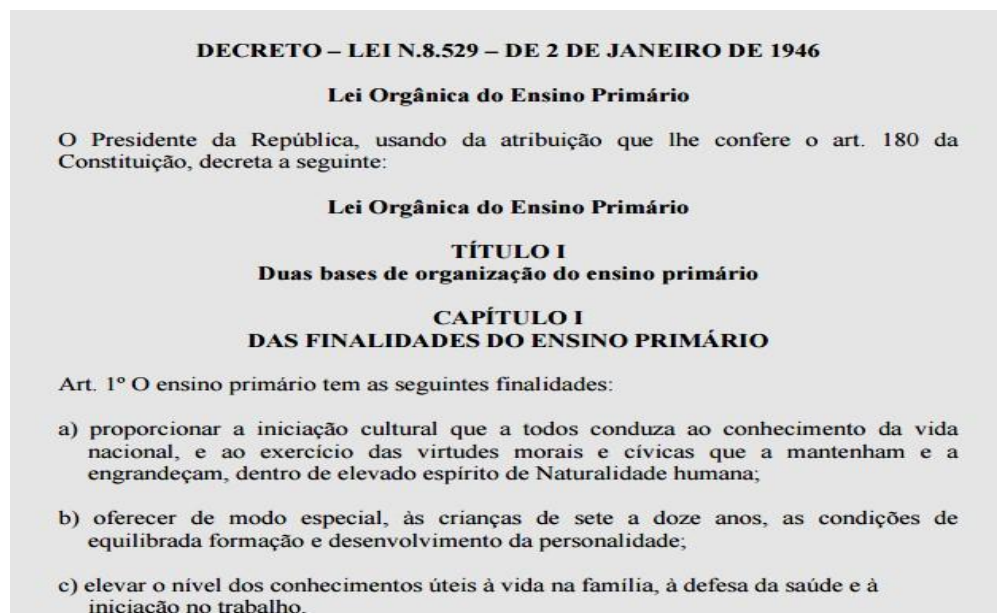 DECRETO – LEI N.8.529 – DE 2 DE JANEIRO DE 1946
Lei Orgânica do Ensino Primário
O Presidente da República, usando da atribuição que lhe confere o art. 180 da
Constituição, decreta a seguinte:
Lei Orgânica do Ensino Primário
TÍTULO I
Duas bases de organização do ensino primário
CAPÍTULO I
DAS FINALIDADES DO ENSINO PRIMÁRIO
Art. 1º O ensino primário tem as seguintes finalidades:
a) proporcionar a iniciação cultural que a todos conduza ao conhecimento da vida
nacional, e ao exercício das virtudes morais e cívicas que a mantenham e a
engrandeçam, dentro de elevado espírito de Naturalidade humana;
b) oferecer de modo especial, às crianças de sete a doze anos, as condições de
equilibrada formação e desenvolvimento da personalidade;
c) elevar o nível dos conhecimentos úteis à vida na família, à defesa da saúde e à
iniciação no trabalho.